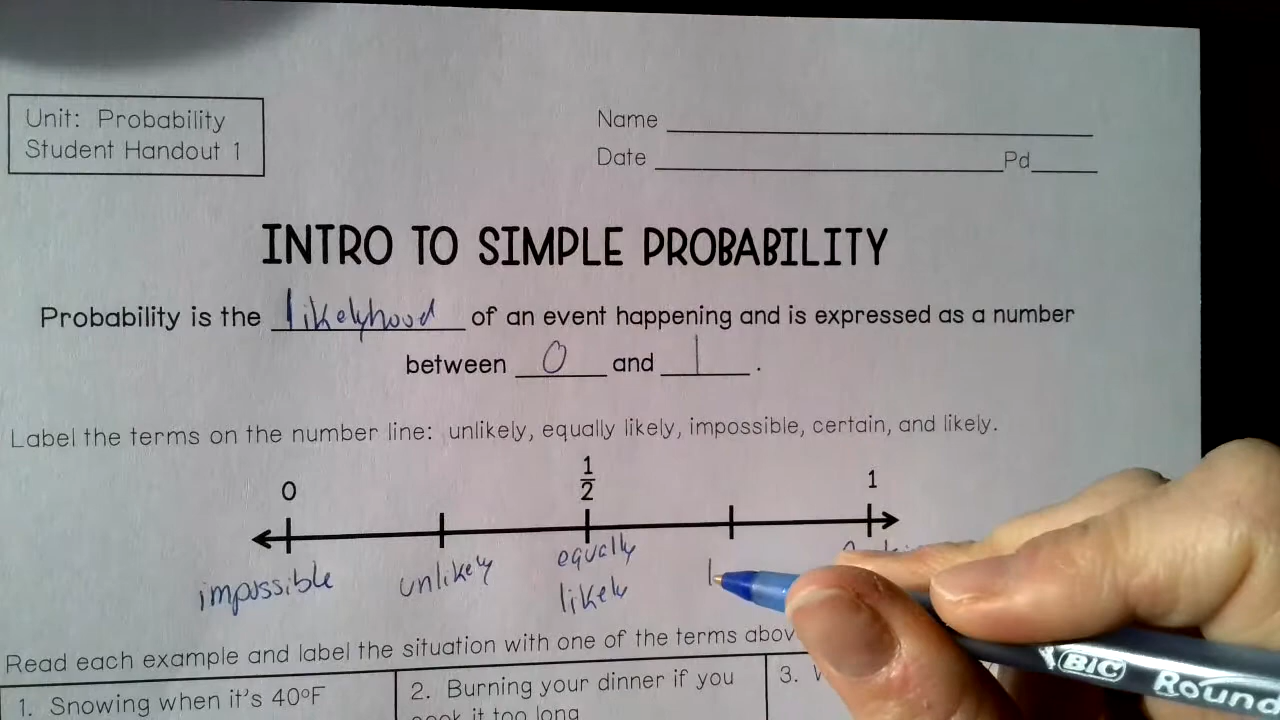 Unit: Probability
Student Handout 1
Name
Date Pd
INTRO TO SIMPLE PROBABILITY
Probability is the likelyhood of an event happening and is expressed as a number
between 0 and 1 .
Label the terms on the number line: unlikely, equally likely, impossible, certain, and likely.
0 1/2 1
impossible unlikely equally
likely
Read each example and label the situation with one of the terms
1. Snowing when it's 40°F 2. Burning your dinner if you 3.
it too long
BIC Round